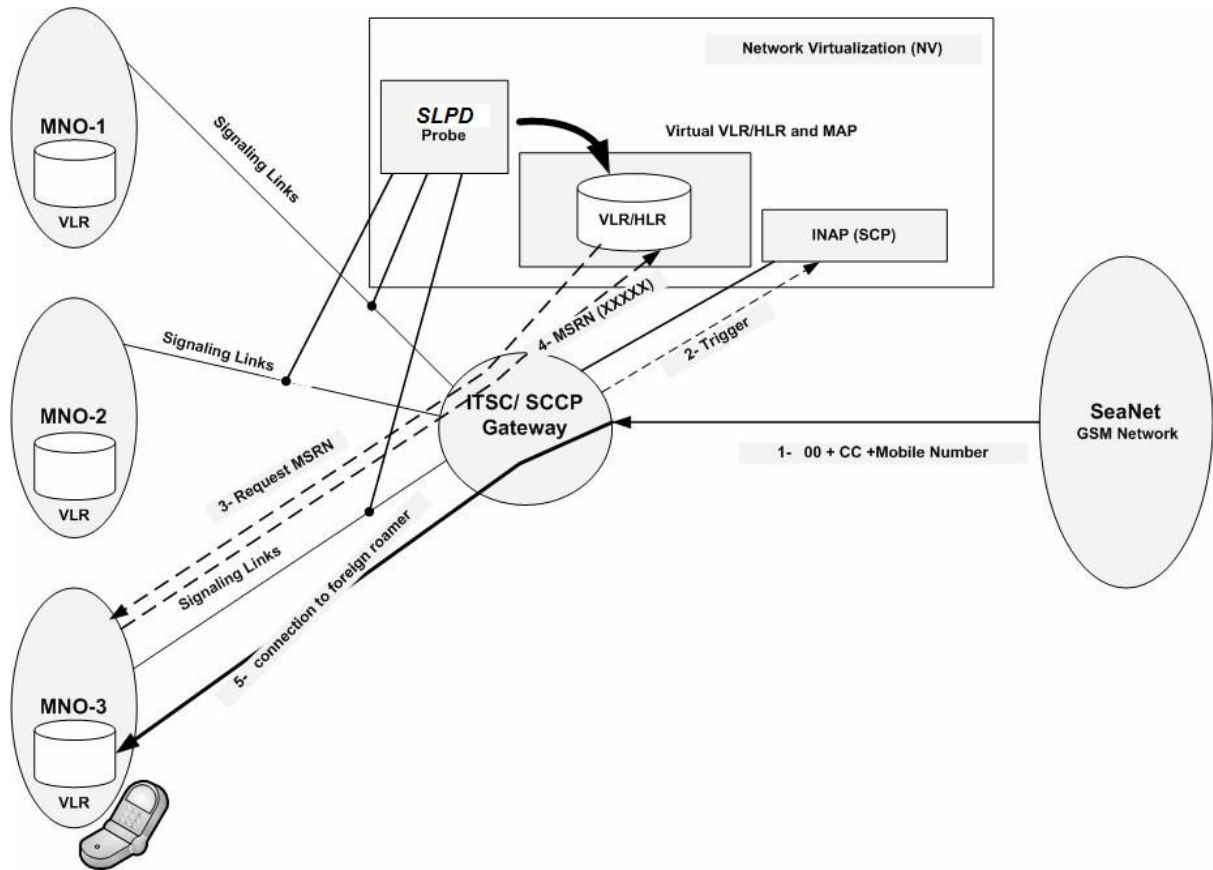 Network Virtualization (NV)
SLPD
Probe
Virtual VLR/HLR and MAP
VLR/HLR
INAP (SCP)
MNO-1
VLR
Signaling Links
MNO-2
VLR
Signaling Links
4- MSRN (XXXXX)
2- Trigger
ITSC/ SCCP
Gateway
SeaNet
GSM Network
1- 00 + CC +Mobile Number
3- Request MSRN
Signaling Links
5- connection to foreign roamer
MNO-3
VLR